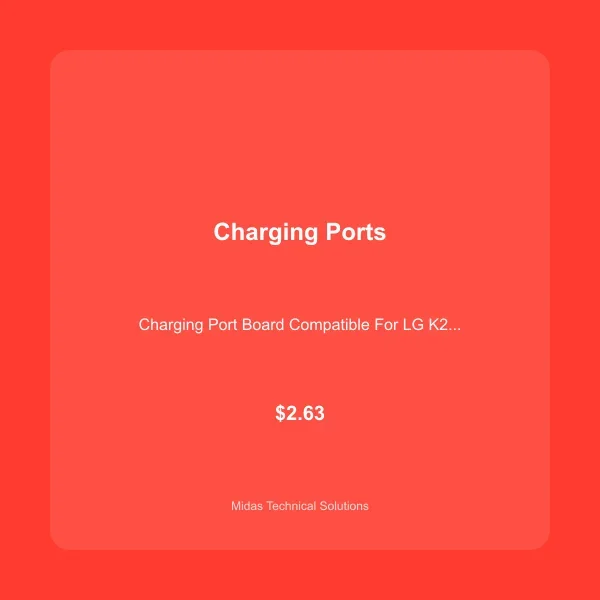 Charging Ports
Charging Port Board Compatible For LG K2...
$2.63
Midas Technical Solutions